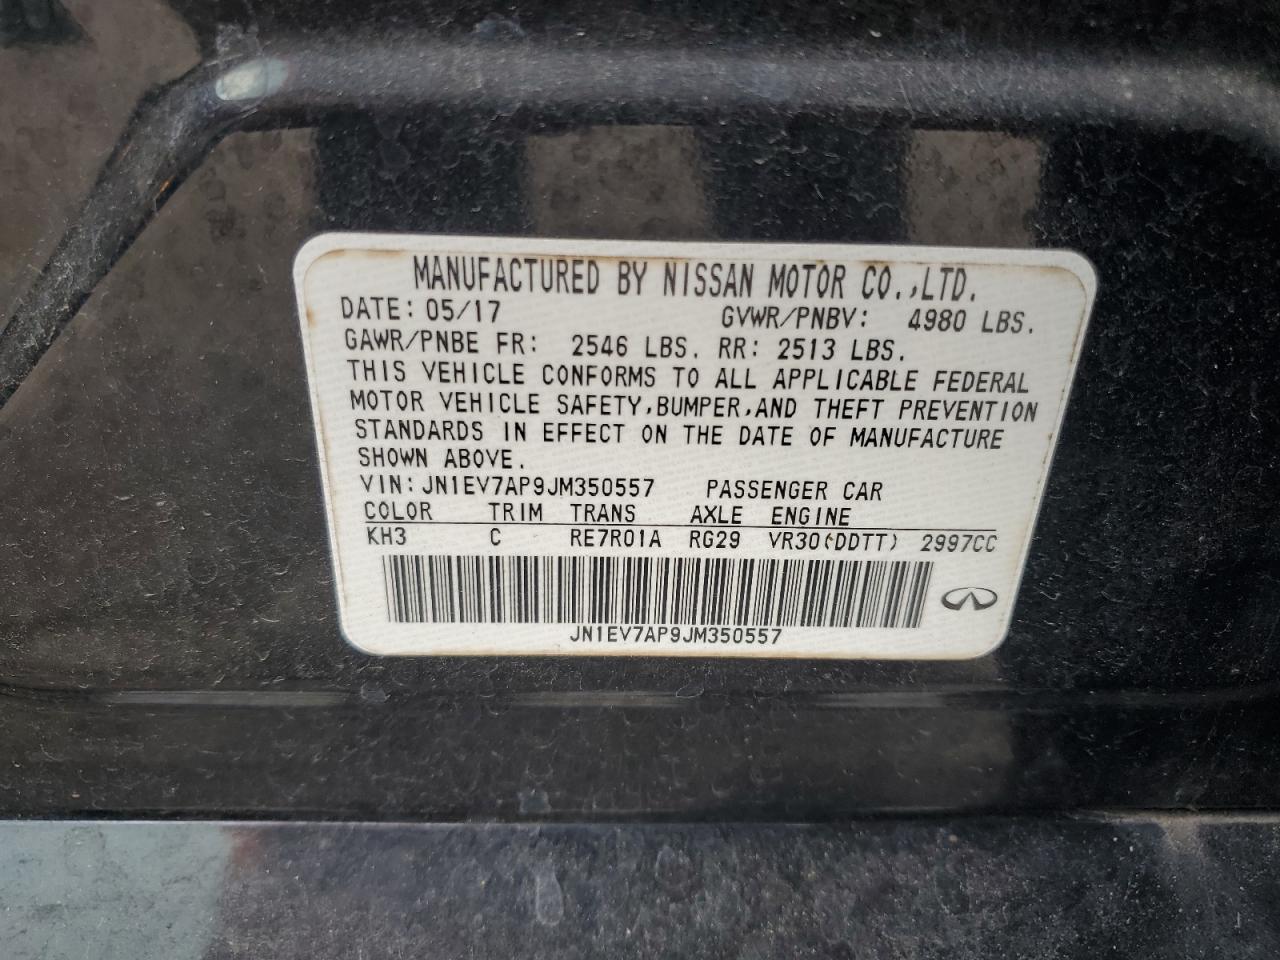 MANUFACTURED BY NISSAN MOTOR CO.,LTD.
DATE: 05/17 GVWR/PNBV: 4980 LBS.
GAWR/PNBE FR: 2546 LBS. RR: 2513 LBS.
THIS VEHICLE CONFORMS TO ALL APPLICABLE FEDERAL
MOTOR VEHICLE SAFETY,BUMPER,AND THEFT PREVENTION
STANDARDS IN EFFECT ON THE DATE OF MANUFACTURE
SHOWN ABOVE.
VIN: JN1EV7AP9JM350557 PASSENGER CAR
COLOR TRIM TRANS AXLE ENGINE
KH3 C RE7R01A RG29 VR30(DDTT) 2997CC
JN1EV7AP9JM350557